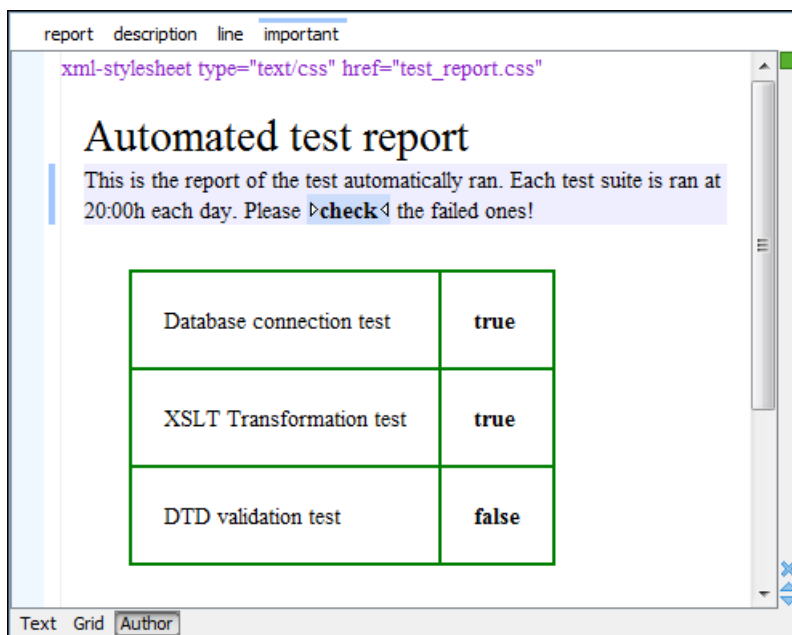 report description line important
xml-stylesheet type="text/css" href="test_report.css"
Automated test report
This is the report of the test automatically ran. Each test suite is ran at
20:00h each day. Please check the failed ones!
Database connection test true
XSLT Transformation test true
DTD validation test false
Text Grid Author